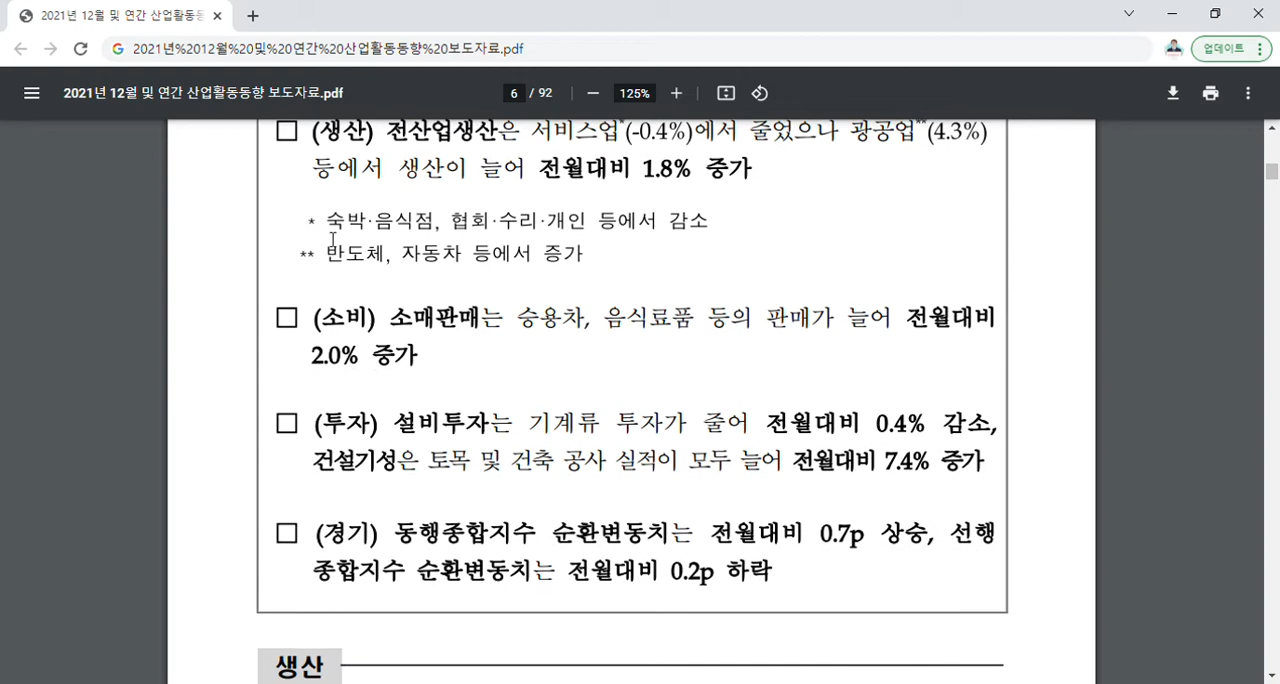 2021년 12월 및 연간 산업활동동
2021년%2012월%20및%20연간%20산업활동동향%20보도자료.pdf
업데이트
2021년 12월 및 연간 산업활동동향 보도자료.pdf
6 / 92
125%
□ (생산) 전산업생산은 서비스업*(-0.4%)에서 줄었으나 광공업**(4.3%)
등에서 생산이 늘어 전월대비 1.8% 증가
* 숙박·음식점, 협회·수리·개인 등에서 감소
** 반도체, 자동차 등에서 증가
□ (소비) 소매판매는 승용차, 음식료품 등의 판매가 늘어 전월대비
2.0% 증가
□ (투자) 설비투자는 기계류 투자가 줄어 전월대비 0.4% 감소,
건설기성은 토목 및 건축 공사 실적이 모두 늘어 전월대비 7.4% 증가
□ (경기) 동행종합지수 순환변동치는 전월대비 0.7p 상승, 선행
종합지수 순환변동치는 전월대비 0.2p 하락
생산